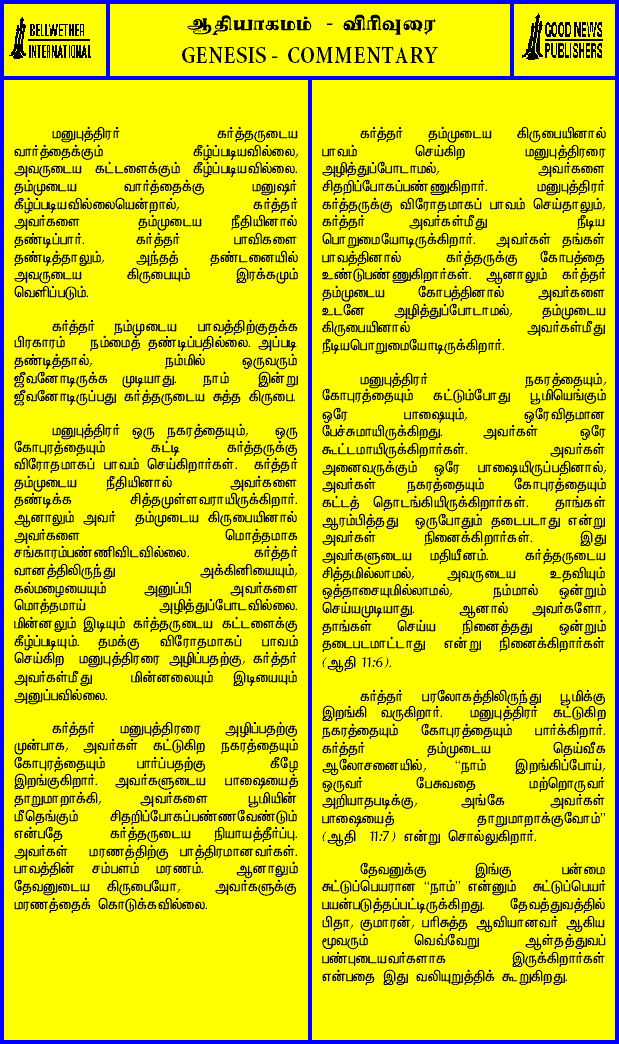 BELLWETHER
INTERNATIONAL
ஆதியாகமம் - விரிவுரை
GENESIS - COMMENTARY
GOOD NEWS
PUBLISHERS
மனுபுத்திரர் கர்த்தருடைய
வார்த்தைக்கும் கீழ்ப்படியவில்லை,
அவருடைய கட்டளைக்கும் கீழ்ப்படியவில்லை.
தம்முடைய வார்த்தைக்கு மனுஷர்
கீழ்ப்படியவில்லையென்றால், கர்த்தர்
அவர்களை தம்முடைய நீதியினால்
தண்டிப்பார். கர்த்தர் பாவிகளை
தண்டித்தாலும், அந்தத் தண்டனையில்
அவருடைய கிருபையும் இரக்கமும்
வெளிப்படும்.
கர்த்தர் நம்முடைய பாவத்திற்குதக்க
பிரகாரம் நம்மைத் தண்டிப்பதில்லை. அப்படி
தண்டித்தால், நம்மில் ஒருவரும்
ஜீவனோடிருக்க முடியாது. நாம் இன்று
ஜீவனோடிருப்பது கர்த்தருடைய சுத்த கிருபை.
மனுபுத்திரர் ஒரு நகரத்தையும், ஒரு
கோபுரத்தையும் கட்டி கர்த்தருக்கு
விரோதமாகப் பாவம் செய்கிறார்கள். கர்த்தர்
தம்முடைய நீதியினால் அவர்களை
தண்டிக்க சித்தமுள்ளவராயிருக்கிறார்.
ஆனாலும் அவர் தம்முடைய கிருபையினால்
அவர்களை மொத்தமாக
சங்காரம்பண்ணிவிடவில்லை. கர்த்தர்
வானத்திலிருந்து அக்கினியையும்,
கல்மழையையும் அனுப்பி அவர்களை
மொத்தமாய் அழித்துப்போடவில்லை.
மின்னலும் இடியும் கர்த்தருடைய கட்டளைக்கு
கீழ்ப்படியும். தமக்கு விரோதமாகப் பாவம்
செய்கிற மனுபுத்திரரை அழிப்பதற்கு, கர்த்தர்
அவர்கள்மீது மின்னலையும் இடியையும்
அனுப்பவில்லை.
கர்த்தர் மனுபுத்திரரை அழிப்பதற்கு
முன்பாக, அவர்கள் கட்டுகிற நகரத்தையும்
கோபுரத்தையும் பார்ப்பதற்கு கீழே
இறங்குகிறார். அவர்களுடைய பாஷையைத்
தாறுமாறாக்கி, அவர்களை பூமியின்
மீதெங்கும் சிதறிப்போகப்பண்ணவேண்டும்
என்பதே கர்த்தருடைய நியாயத்தீர்ப்பு.
அவர்கள் மரணத்திற்கு பாத்திரமானவர்கள்.
பாவத்தின் சம்பளம் மரணம். ஆனாலும்
தேவனுடைய கிருபையோ, அவர்களுக்கு
மரணத்தைக் கொடுக்கவில்லை.
கர்த்தர் தம்முடைய கிருபையினால்
பாவம் செய்கிற மனுபுத்திரரை
அழித்துப்போடாமல், அவர்களை
சிதறிப்போகப்பண்ணுகிறார். மனுபுத்திரர்
கர்த்தருக்கு விரோதமாகப் பாவம் செய்தாலும்,
கர்த்தர் அவர்கள்மீது நீடிய
பொறுமையோடிருக்கிறார். அவர்கள் தங்கள்
பாவத்தினால் கர்த்தருக்கு கோபத்தை
உண்டுபண்ணுகிறார்கள். ஆனாலும் கர்த்தர்
தம்முடைய கோபத்தினால் அவர்களை
உடனே அழித்துப்போடாமல், தம்முடைய
கிருபையினால் அவர்கள்மீது
நீடியபொறுமையோடிருக்கிறார்.
மனுபுத்திரர் நகரத்தையும்,
கோபுரத்தையும் கட்டும்போது பூமியெங்கும்
ஒரே பாஷையும், ஒரேவிதமான
பேச்சுமாயிருக்கிறது. அவர்கள் ஒரே
கூட்டமாயிருக்கிறார்கள். அவர்கள்
அனைவருக்கும் ஒரே பாஷையிருப்பதினால்,
அவர்கள் நகரத்தையும் கோபுரத்தையும்
கட்டத் தொடங்கியிருக்கிறார்கள். தாங்கள்
ஆரம்பித்தது ஒருபோதும் தடைபடாது என்று
அவர்கள் நினைக்கிறார்கள். இது
அவர்களுடைய மதியீனம். கர்த்தருடைய
சித்தமில்லாமல், அவருடைய உதவியும்
ஒத்தாசையுமில்லாமல், நம்மால் ஒன்றும்
செய்யமுடியாது. ஆனால் அவர்களோ,
தாங்கள் செய்ய நினைத்தது ஒன்றும்
தடைபடமாட்டாது என்று நினைக்கிறார்கள்
(ஆதி 11:6).
கர்த்தர் பரலோகத்திலிருந்து பூமிக்கு
இறங்கி வருகிறார். மனுபுத்திரர் கட்டுகிற
நகரத்தையும் கோபுரத்தையும் பார்க்கிறார்.
கர்த்தர் தம்முடைய தெய்வீக
ஆலோசனையில், “நாம் இறங்கிப்போய்,
ஒருவர் பேசுவதை மற்றொருவர்
அறியாதபடிக்கு, அங்கே அவர்கள்
பாஷையைத் தாறுமாறாக்குவோம்”
(ஆதி 11:7) என்று சொல்லுகிறார்.
தேவனுக்கு இங்கு பன்மை
சுட்டுப்பெயரான “நாம்” என்னும் சுட்டுப்பெயர்
பயன்படுத்தப்பட்டிருக்கிறது. தேவத்துவத்தில்
பிதா, குமாரன், பரிசுத்த ஆவியானவர் ஆகிய
மூவரும் வெவ்வேறு ஆள்தத்துவப்
பண்புடையவர்களாக இருக்கிறார்கள்
என்பதை இது வலியுறுத்திக் கூறுகிறது.